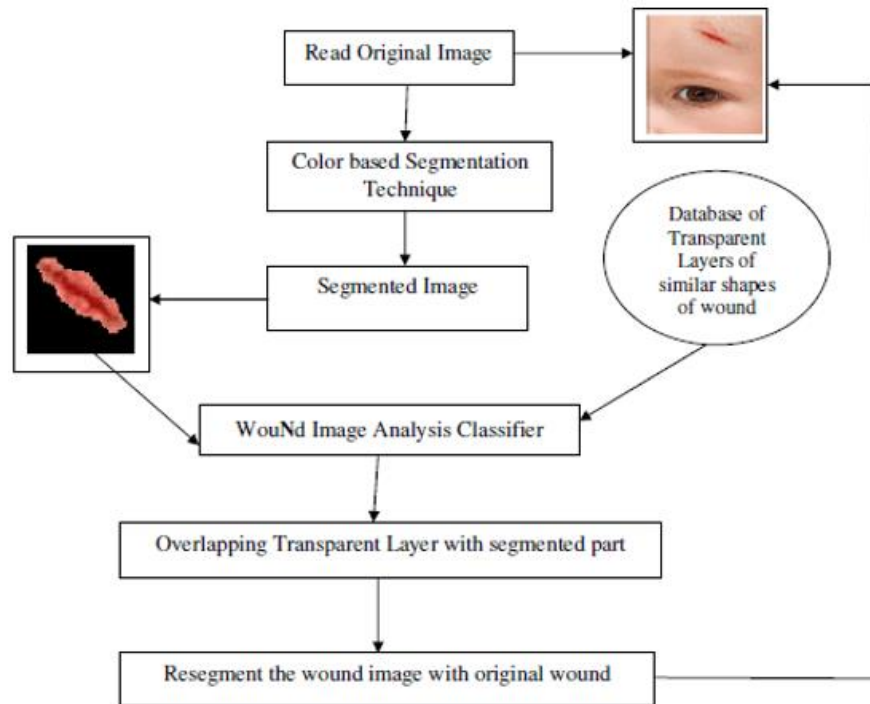 Read Original Image
Color based Segmentation
Technique
Database of
Transparent
Layers of
similar shapes
of wound
Segmented Image
WouNd Image Analysis Classifier
Overlapping Transparent Layer with segmented part
Resegment the wound image with original wound